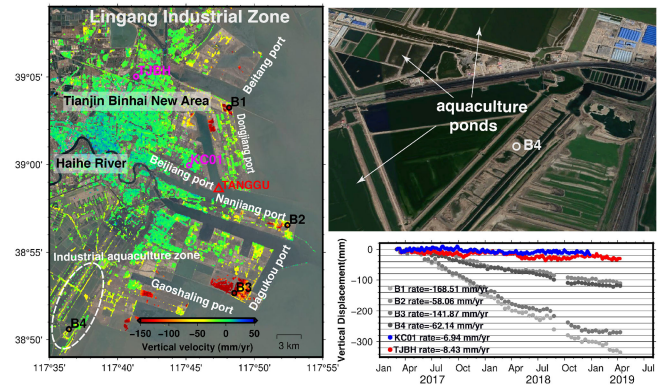 Lingang Industrial Zone
Beitang port
39°05'
TJBH
Tianjin Binhai New Area
B1
Dongjiang port
39°00'
KC01
Haihe River
Beijiang port
TANGGU
Nanjiang port
B2
38°55'
Industrial aquaculture zone
Dagukou port
Gaoshaling port
B3
B4
38°50'
−150 −100 −50 0 50
Vertical velocity (mm/yr)
3 km
117°35' 117°40' 117°45' 117°50' 117°55'
aquaculture
ponds
B4
Vertical Displacement(mm)
0
−100
−200
−300
B1 rate=-168.51 mm/yr
B2 rate=-58.06 mm/yr
B3 rate=-141.87 mm/yr
B4 rate=-62.14 mm/yr
KC01 rate=-6.94 mm/yr
TJBH rate=-8.43 mm/yr
Jan Apr Jul Oct Jan Apr Jul Oct Jan Apr Jul
2017 2018 2019